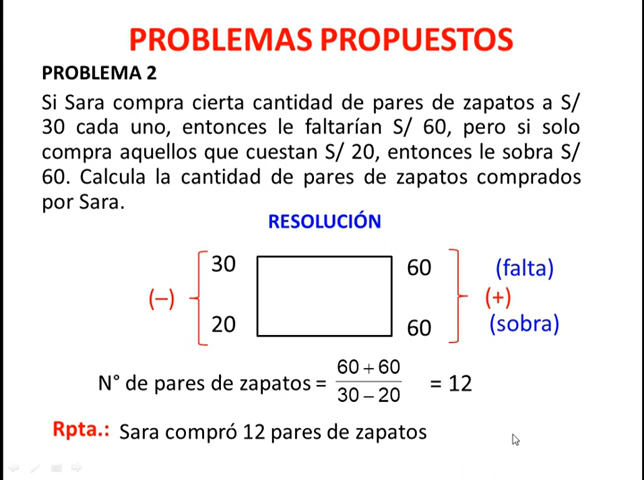 PROBLEMAS PROPUESTOS
PROBLEMA 2
Si Sara compra cierta cantidad de pares de zapatos a S/
30 cada uno, entonces le faltarían S/ 60, pero si solo
compra aquellos que cuestan S/ 20, entonces le sobra S/
60. Calcula la cantidad de pares de zapatos comprados
por Sara.
RESOLUCIÓN
30 60 (falta)
(–) (+)
20 60 (sobra)
60 + 60
N° de pares de zapatos = = 12
30 – 20
Rpta.: Sara compró 12 pares de zapatos